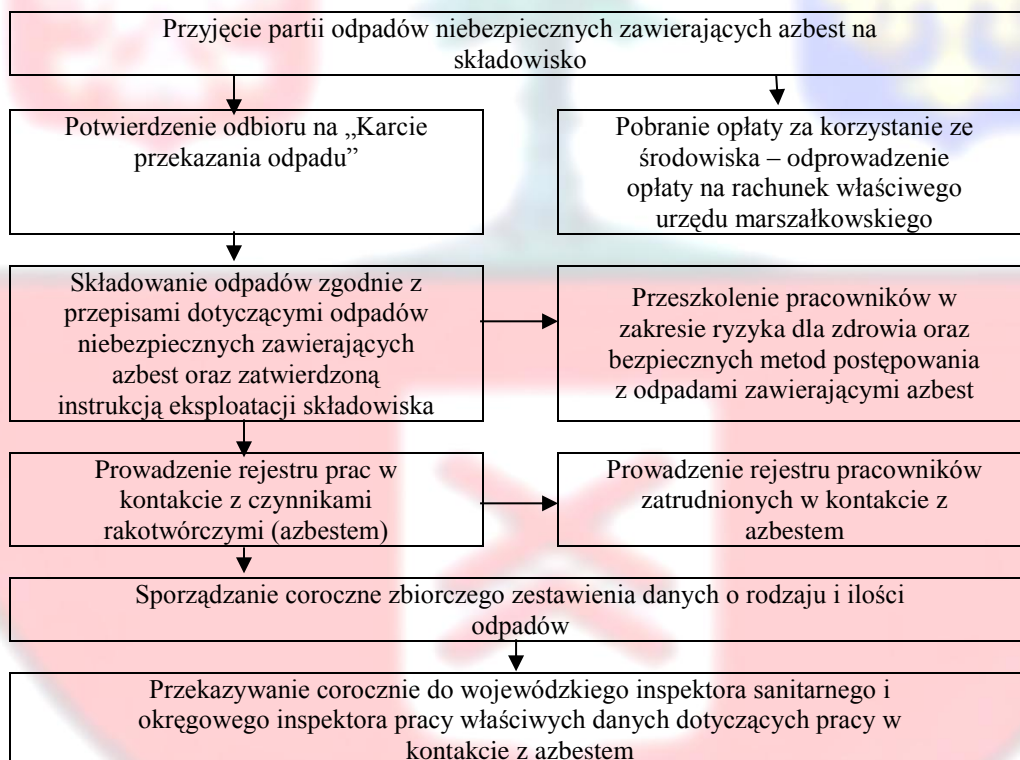 Przyjęcie partii odpadów niebezpiecznych zawierających azbest na
składowisko
Potwierdzenie odbioru na „Karcie
przekazania odpadu”
Pobranie opłaty za korzystanie ze
środowiska – odprowadzenie
opłaty na rachunek właściwego
urzędu marszałkowskiego
Składowanie odpadów zgodnie z
przepisami dotyczącymi odpadów
niebezpiecznych zawierających
azbest oraz zatwierdzoną
instrukcją eksploatacji składowiska
Przeszkolenie pracowników w
zakresie ryzyka dla zdrowia oraz
bezpiecznych metod postępowania
z odpadami zawierającymi azbest
Prowadzenie rejestru prac w
kontakcie z czynnikami
rakotwórczymi (azbestem)
Prowadzenie rejestru pracowników
zatrudnionych w kontakcie z
azbestem
Sporządzanie coroczne zbiorczego zestawienia danych o rodzaju i ilości
odpadów
Przekazywanie corocznie do wojewódzkiego inspektora sanitarnego i
okręgowego inspektora pracy właściwych danych dotyczących pracy w
kontakcie z azbestem